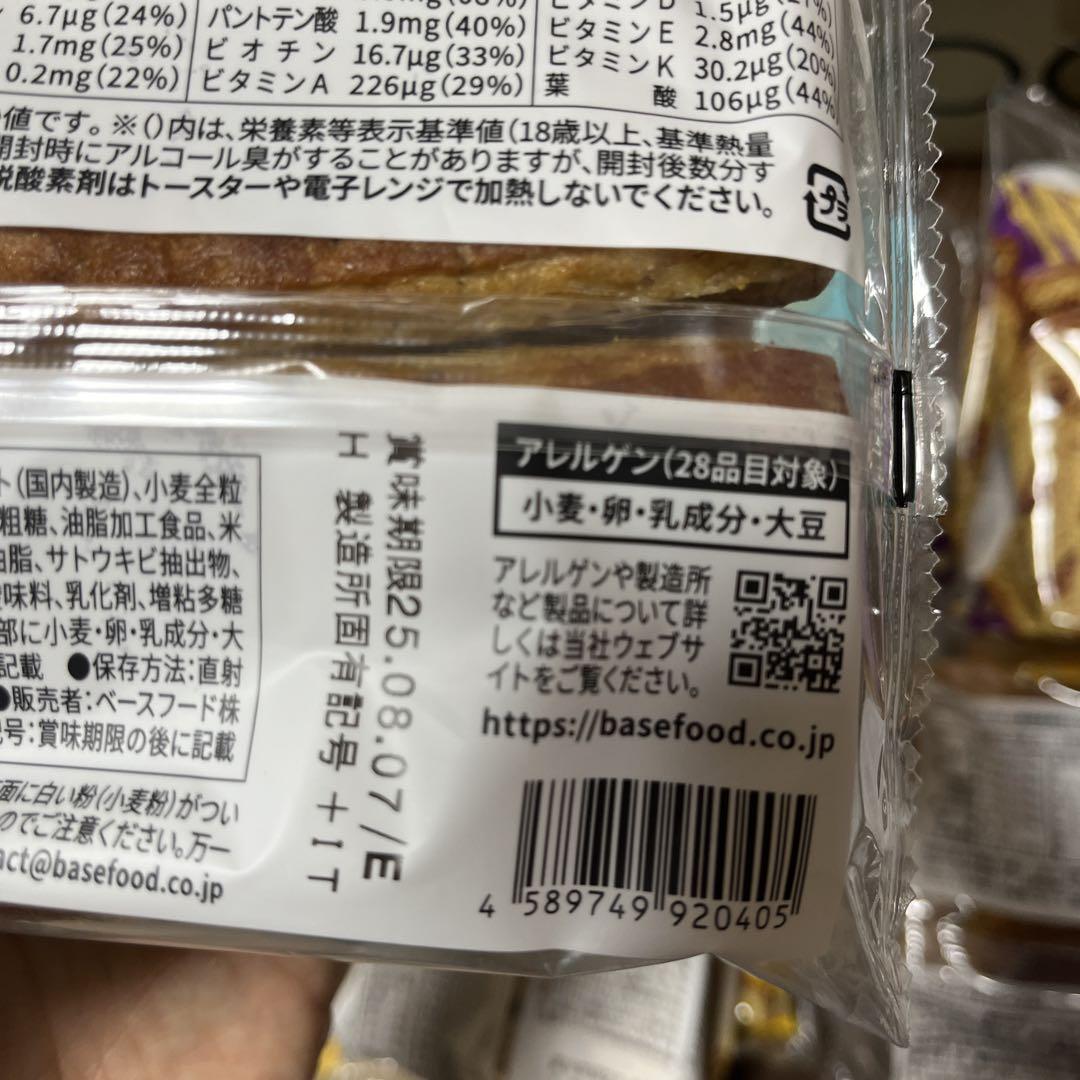 6.7μg(24%)
1.7mg(25%)
0.2mg(22%)
パントテン酸 1.9mg(40%)
ビオチン 16.7μg(33%)
ビタミンA 226μg(29%)
1.5μg
ビタミンE 2.8mg(44%)
ビタミンK 30.2μg(20%
葉酸 106μg(44%
値です。※()内は、栄養素等表示基準値(18歳以上、基準熱量
開封時にアルコール臭がすることがありますが、開封後数分す
脱酸素剤はトースターや電子レンジで加熱しないでください。
プラ
ト(国内製造)、小麦全粒
粗糖、油脂加工食品、米
油脂、サトウキビ抽出物、
酸味料、乳化剤、増粘多糖
部に小麦・卵・乳成分・大
記載 ●保存方法:直射
●販売者:ベースフード株
号:賞味期限の後に記載
面に白い粉(小麦粉)がつい
のでご注意ください。万一
act@basefood.co.jp
賞味期限25.08.07/E
H 製造所固有記号 +IT
アレルゲン(28品目対象)
小麦・卵・乳成分・大豆
アレルゲンや製造所
など製品について詳
しくは当社ウェブサ
イトをご覧ください。
https://basefood.co.jp
4 589749 920405